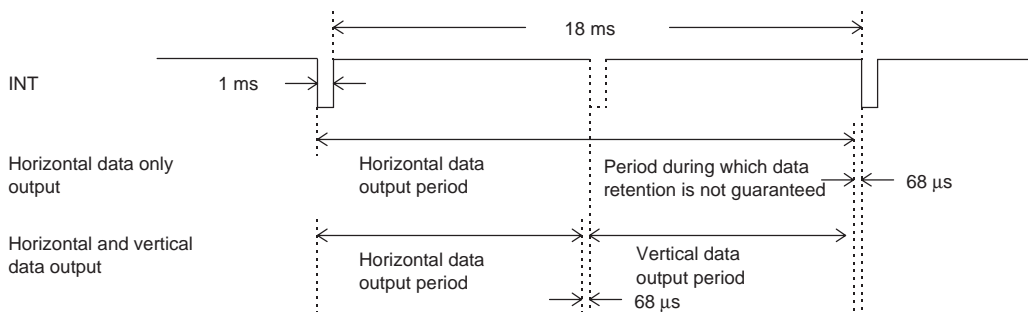 18 ms
INT
1 ms
Horizontal data only
output
Horizontal data
output period
Period during which data
retention is not guaranteed
68 μs
Horizontal and vertical
data output
Horizontal data
output period
Vertical data
output period
68 μs